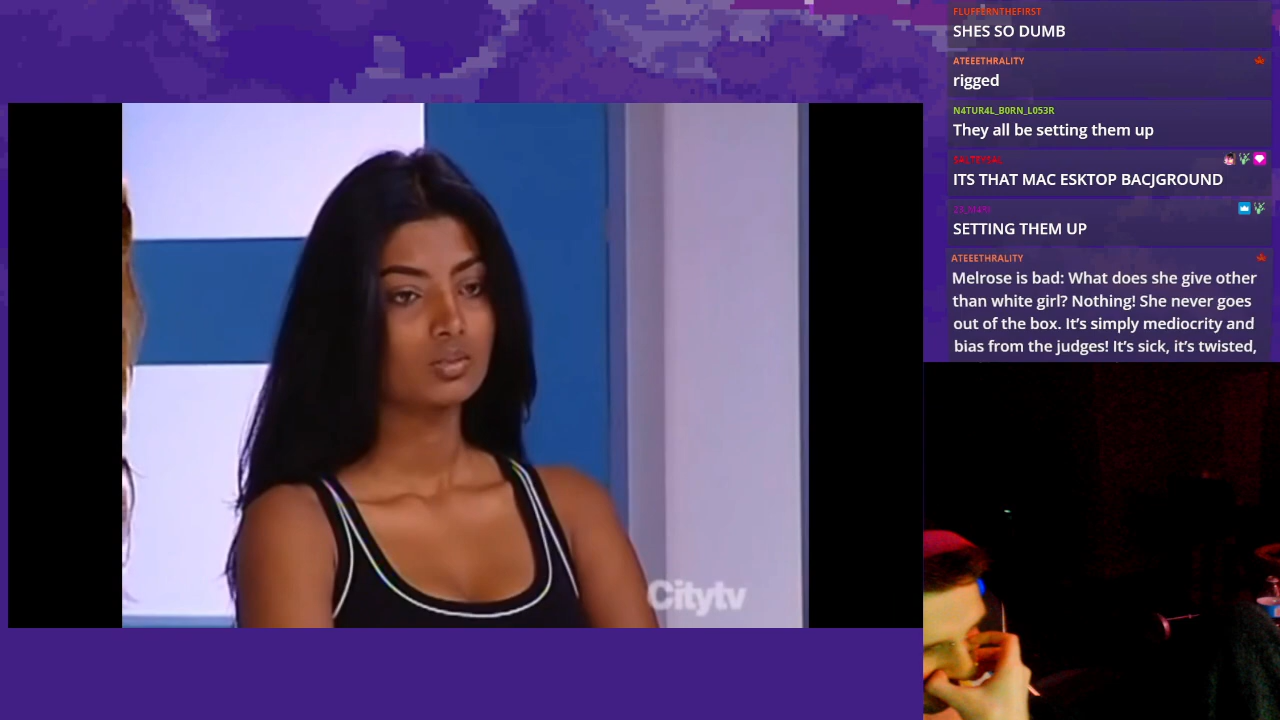 Citytv
FLUFFERNTHEFIRST
SHES SO DUMB
ATEEETHRALITY
rigged
N4TUR4L_B0RN_L053R
They all be setting them up
ITS THAT MAC ESKTOP BACJGROUND
SETTING THEM UP
ATEEETHRALITY
Melrose is bad: What does she give other
than white girl? Nothing! She never goes
out of the box. It's simply mediocrity and
bias from the judges! It's sick, it's twisted,